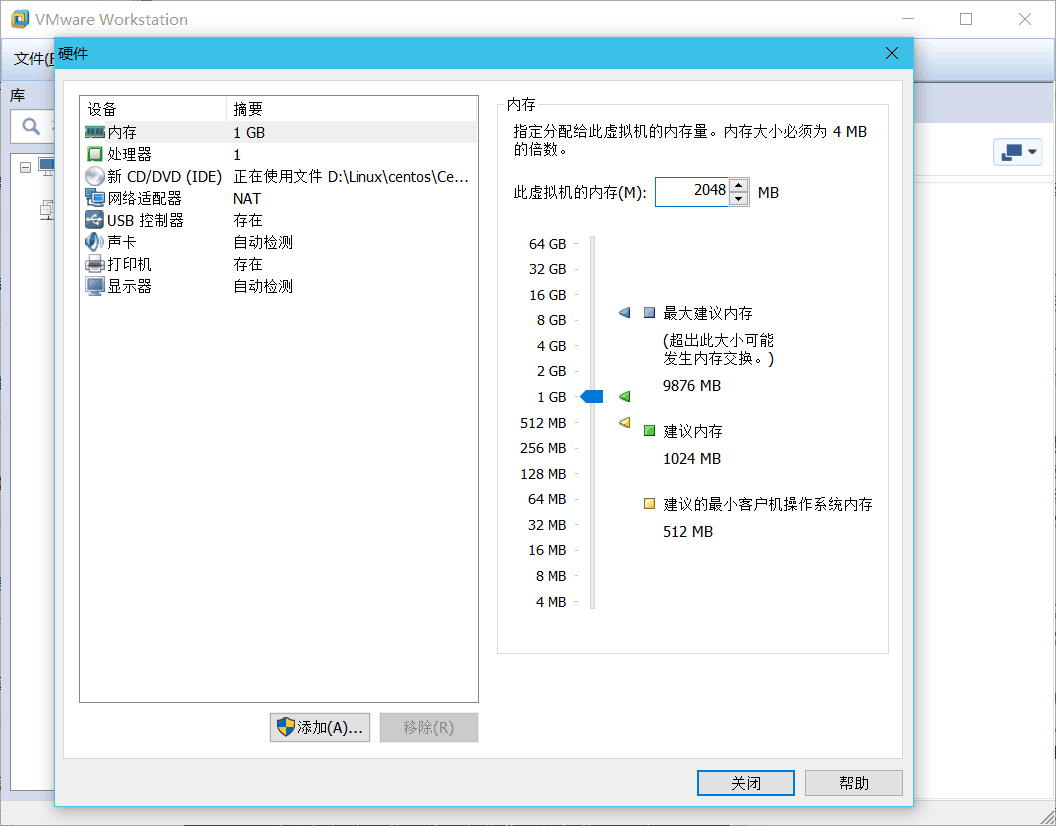 VMware Workstation
文件(F
硬件
库
设备 摘要
内存 1 GB
处理器 1
新 CD/DVD (IDE) 正在使用文件 D:\Linux\centos\Ce...
网络适配器 NAT
USB 控制器 存在
声卡 自动检测
打印机 存在
显示器 自动检测
添加(A)...
移除(R)
内存
指定分配给此虚拟机的内存量。内存大小必须为 4 MB
的倍数。
此虚拟机的内存(M): 2048 MB
64 GB
32 GB
16 GB
8 GB
4 GB
2 GB
1 GB
512 MB
256 MB
128 MB
64 MB
32 MB
16 MB
8 MB
4 MB
最大建议内存
(超出此大小可能
发生内存交换。)
9876 MB
建议内存
1024 MB
建议的最小客户机操作系统内存
512 MB
关闭
帮助